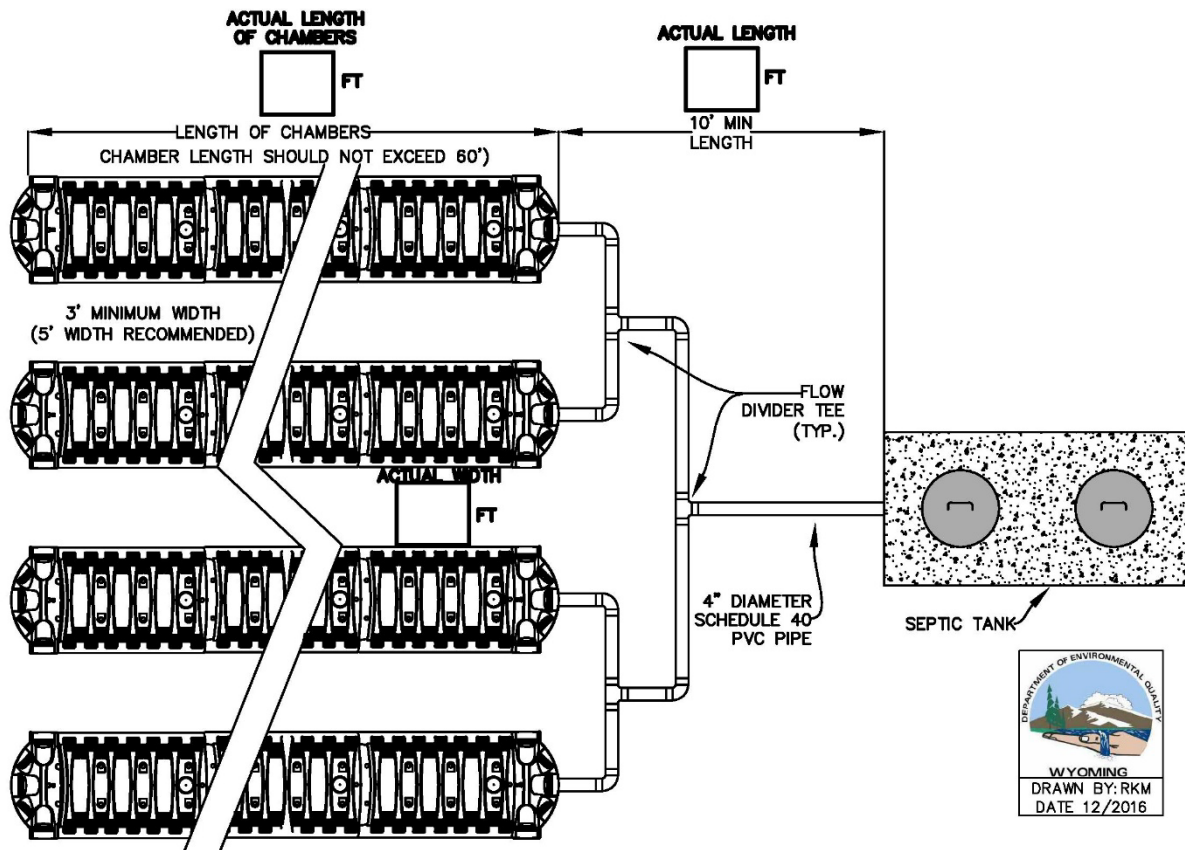 ACTUAL LENGTH
OF CHAMBERS
FT
LENGTH OF CHAMBERS
CHAMBER LENGTH SHOULD NOT EXCEED 60')
ACTUAL LENGTH
FT
10' MIN
LENGTH
3' MINIMUM WIDTH
(5' WIDTH RECOMMENDED)
FLOW
DIVIDER TEE
(TYP.)
ACTUAL WIDTH
FT
4" DIAMETER
SCHEDULE 40
PVC PIPE
SEPTIC TANK
DEPARTMENT OF ENVIRONMENTAL QUALITY
WYOMING
DRAWN BY: RKM
DATE 12/2016